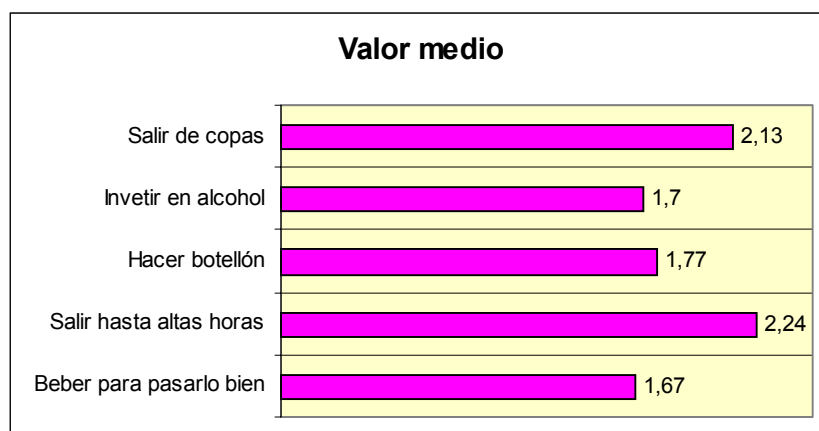 Valor medio
Salir de copas 2,13
Invetir en alcohol 1,7
Hacer botellón 1,77
Salir hasta altas horas 2,24
Beber para pasarlo bien 1,67